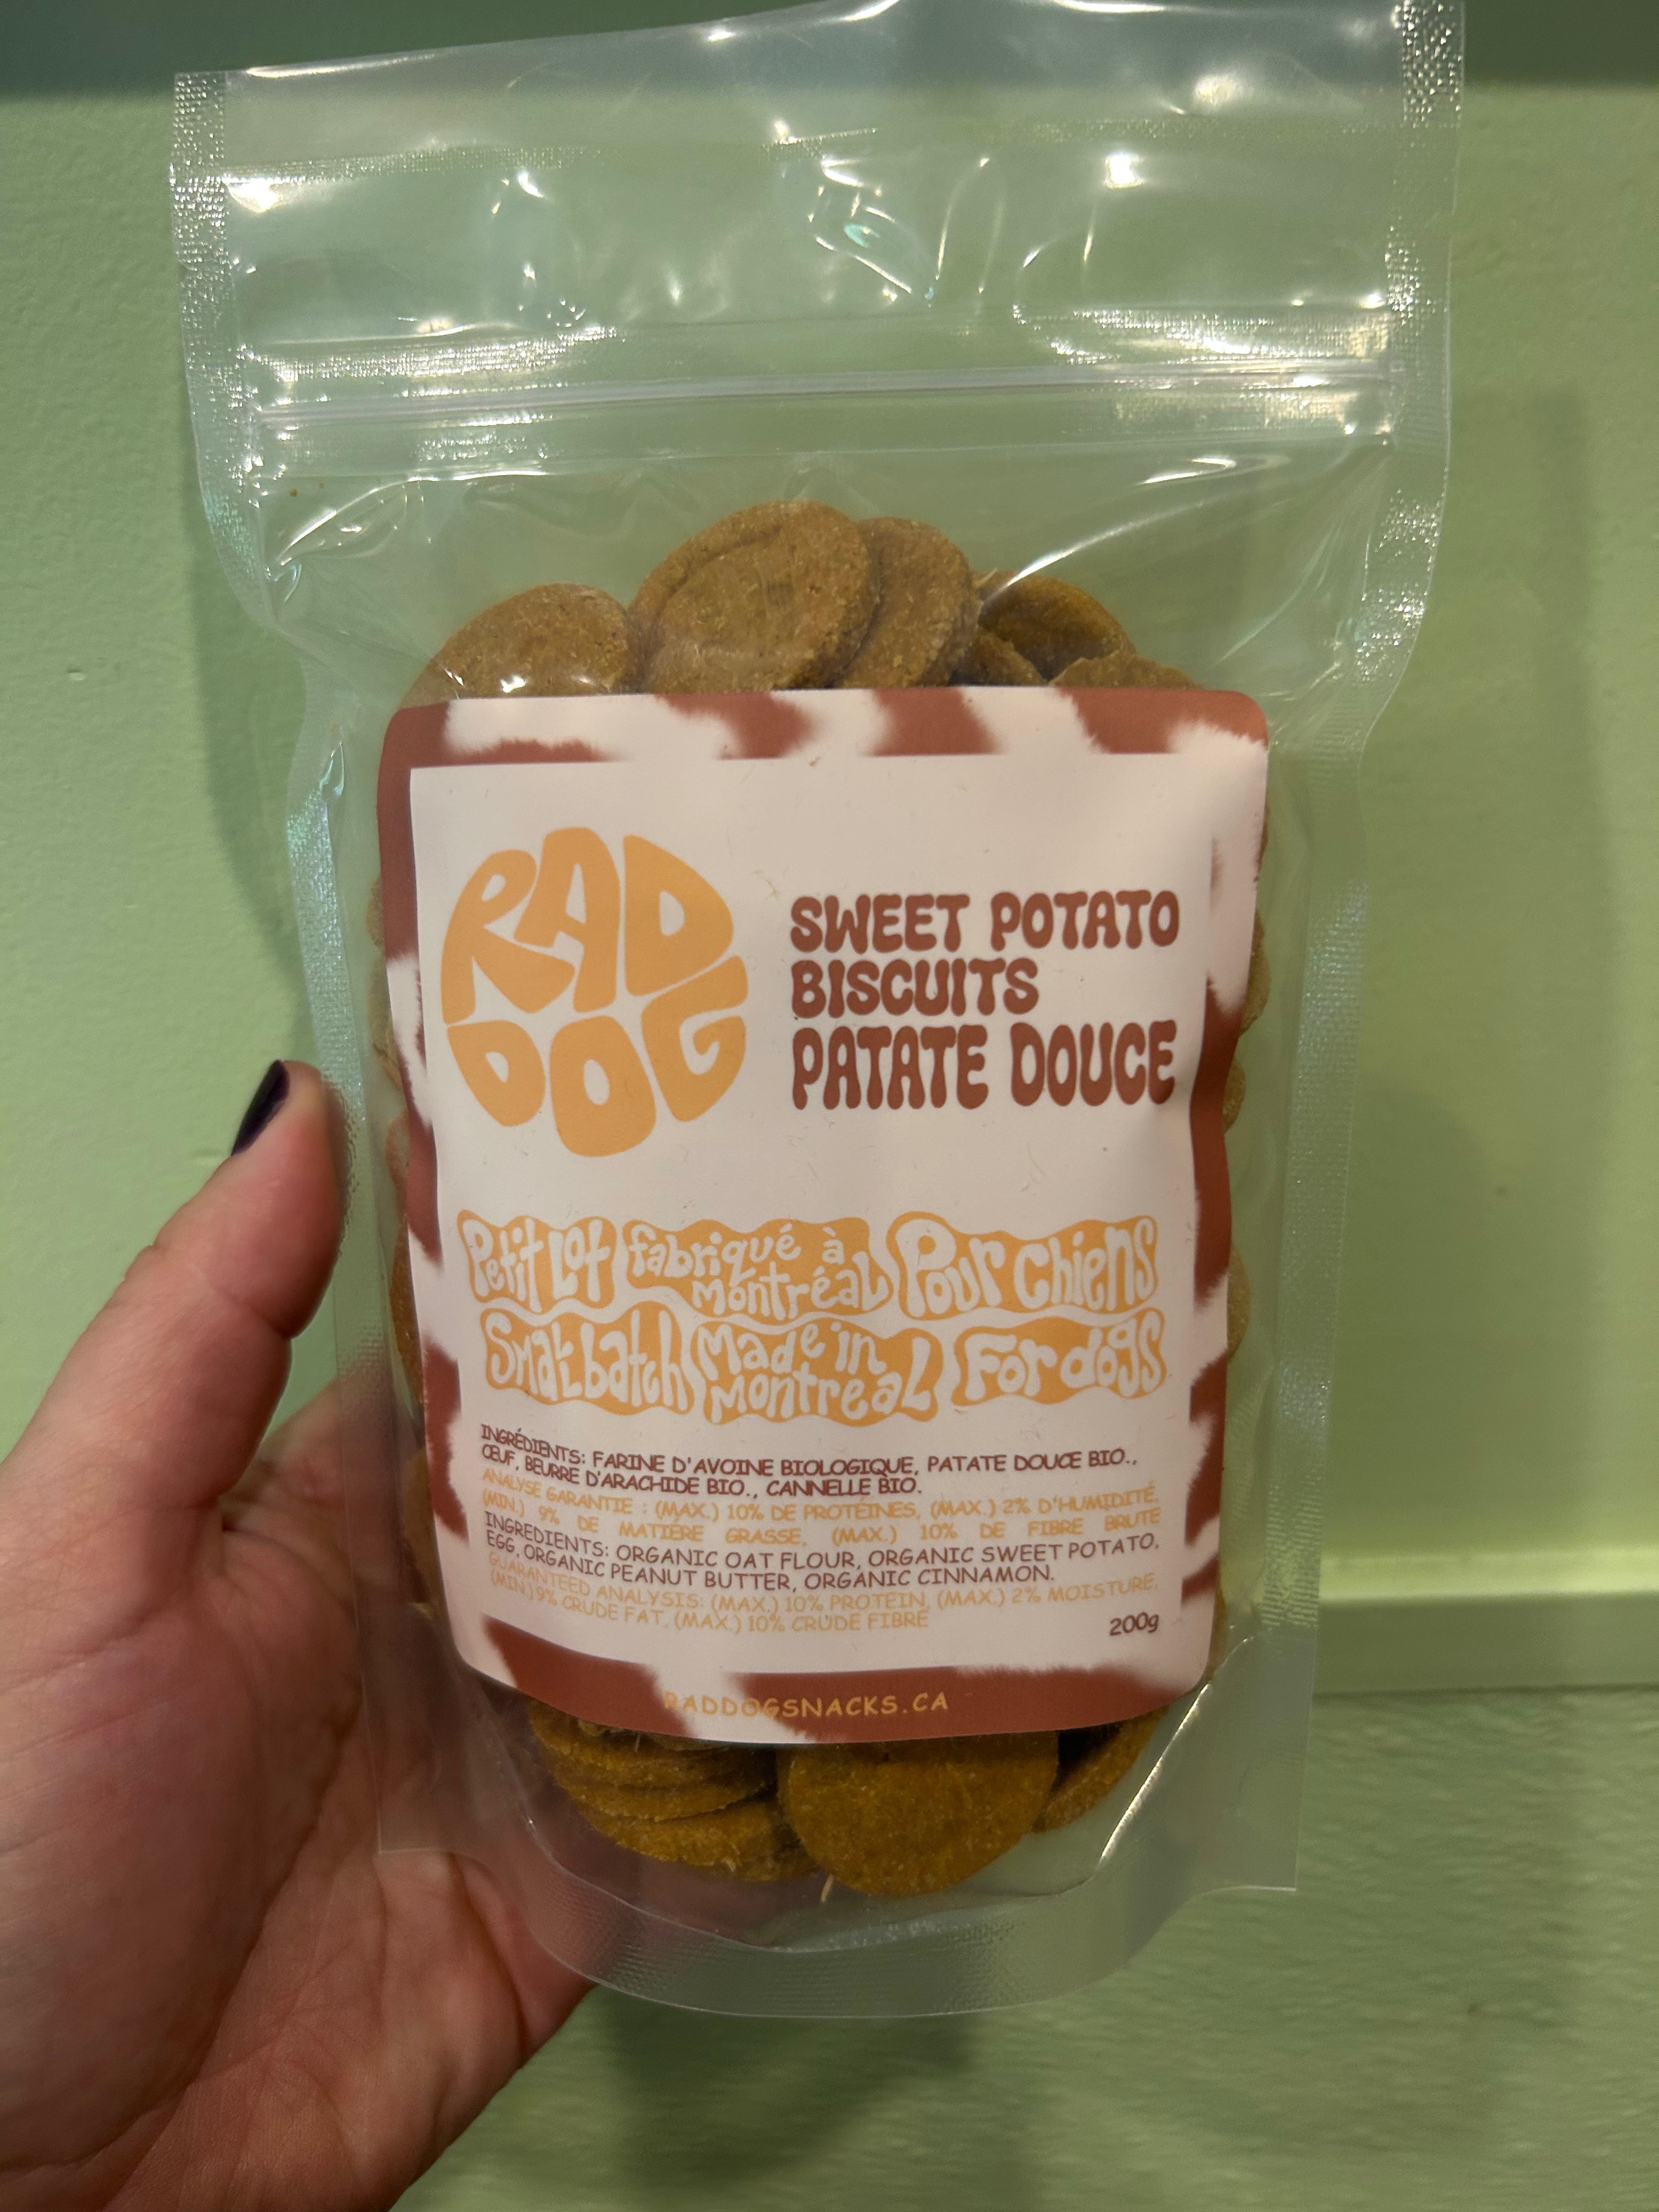 RAD
DOG
SWEET POTATO
BISCUITS
PATATE DOUCE
Petit Lot fabriqué à Montréal Pour chiens
Small batch Made in Montreal For dogs
INGRÉDIENTS: FARINE D'AVOINE BIOLOGIQUE, PATATE DOUCE BIO.,
ŒUF, BEURRE D'ARACHIDE BIO., CANNELLE BIO.
ANALYSE GARANTIE : (MAX.) 10% DE PROTÉINES, (MAX.) 2% D'HUMIDITÉ,
(MIN.) 9% DE MATIÈRE GRASSE, (MAX.) 10% DE FIBRE BRUTE
INGREDIENTS: ORGANIC OAT FLOUR, ORGANIC SWEET POTATO,
EGG, ORGANIC PEANUT BUTTER, ORGANIC CINNAMON.
GUARANTEED ANALYSIS: (MAX.) 10% PROTEIN, (MAX.) 2% MOISTURE,
(MIN.) 9% CRUDE FAT, (MAX.) 10% CRUDE FIBRE
200g
RADDOGSNACKS.CA